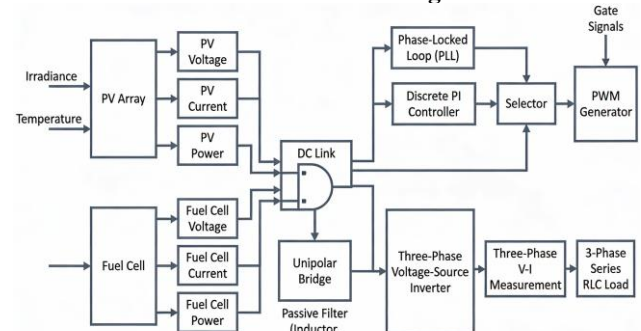 g
Gate
Signals
Irradiance
Temperature
PV Array
PV
Voltage
PV
Current
PV
Power
Phase-Locked
Loop (PLL)
Discrete PI
Controller
Selector
PWM
Generator
DC Link
Fuel Cell
Fuel Cell
Voltage
Fuel Cell
Current
Fuel Cell
Power
Unipolar
Bridge
Passive Filter
(Inductor
Three-Phase
Voltage-Source
Inverter
Three-Phase
V-I
Measurement
3-Phase
Series
RLC Load